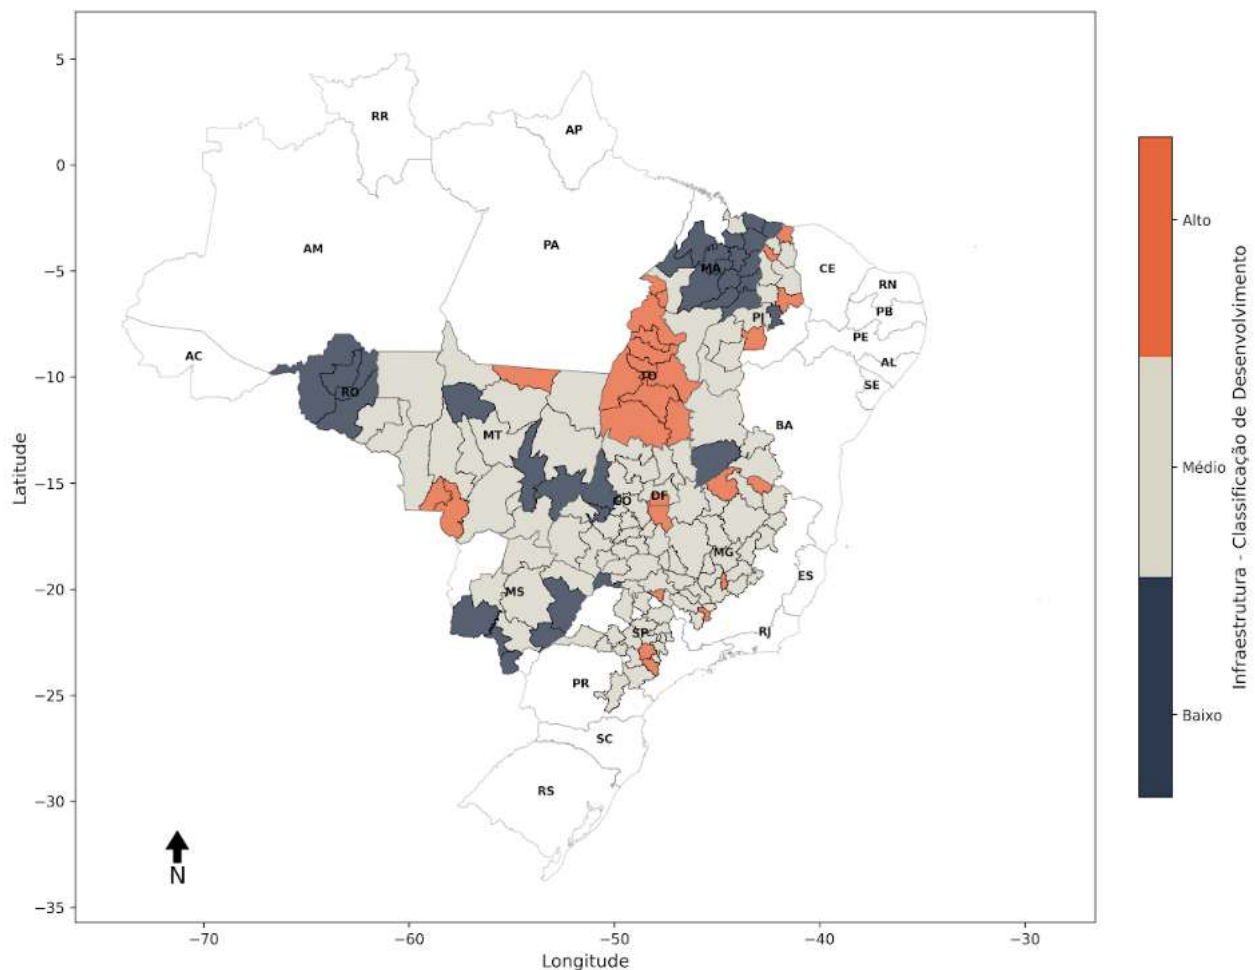 5
0
−5
−10
−15
−20
−25
−30
−35
Latitude
−70
−60
−50
−40
−30
Longitude
RR
AP
AM
PA
MA
CE
RN
PB
PI
PE
AL
SE
AC
TO
RO
BA
MT
DF
GO
MG
ES
MS
SP
RJ
PR
SC
RS
N
Alto
Médio
Baixo
Infraestrutura - Classificação de Desenvolvimento